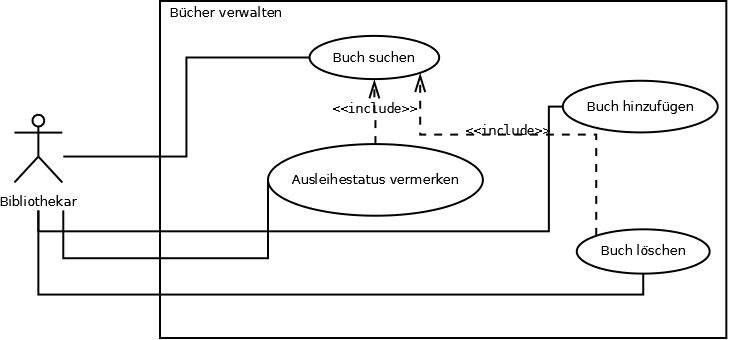 Bücher verwalten
Buch suchen
<<include>>
Buch hinzufügen
<<include>>
Ausleihestatus vermerken
Bibliothekar
Buch löschen